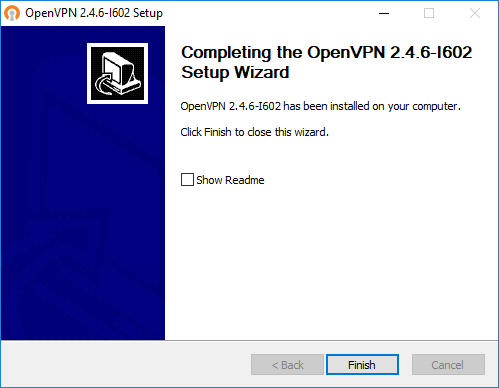 OpenVPN 2.4.6-I602 Setup
Completing the OpenVPN 2.4.6-I602
Setup Wizard
OpenVPN 2.4.6-I602 has been installed on your computer.
Click Finish to close this wizard.
Show Readme
< Back
Finish
Cancel